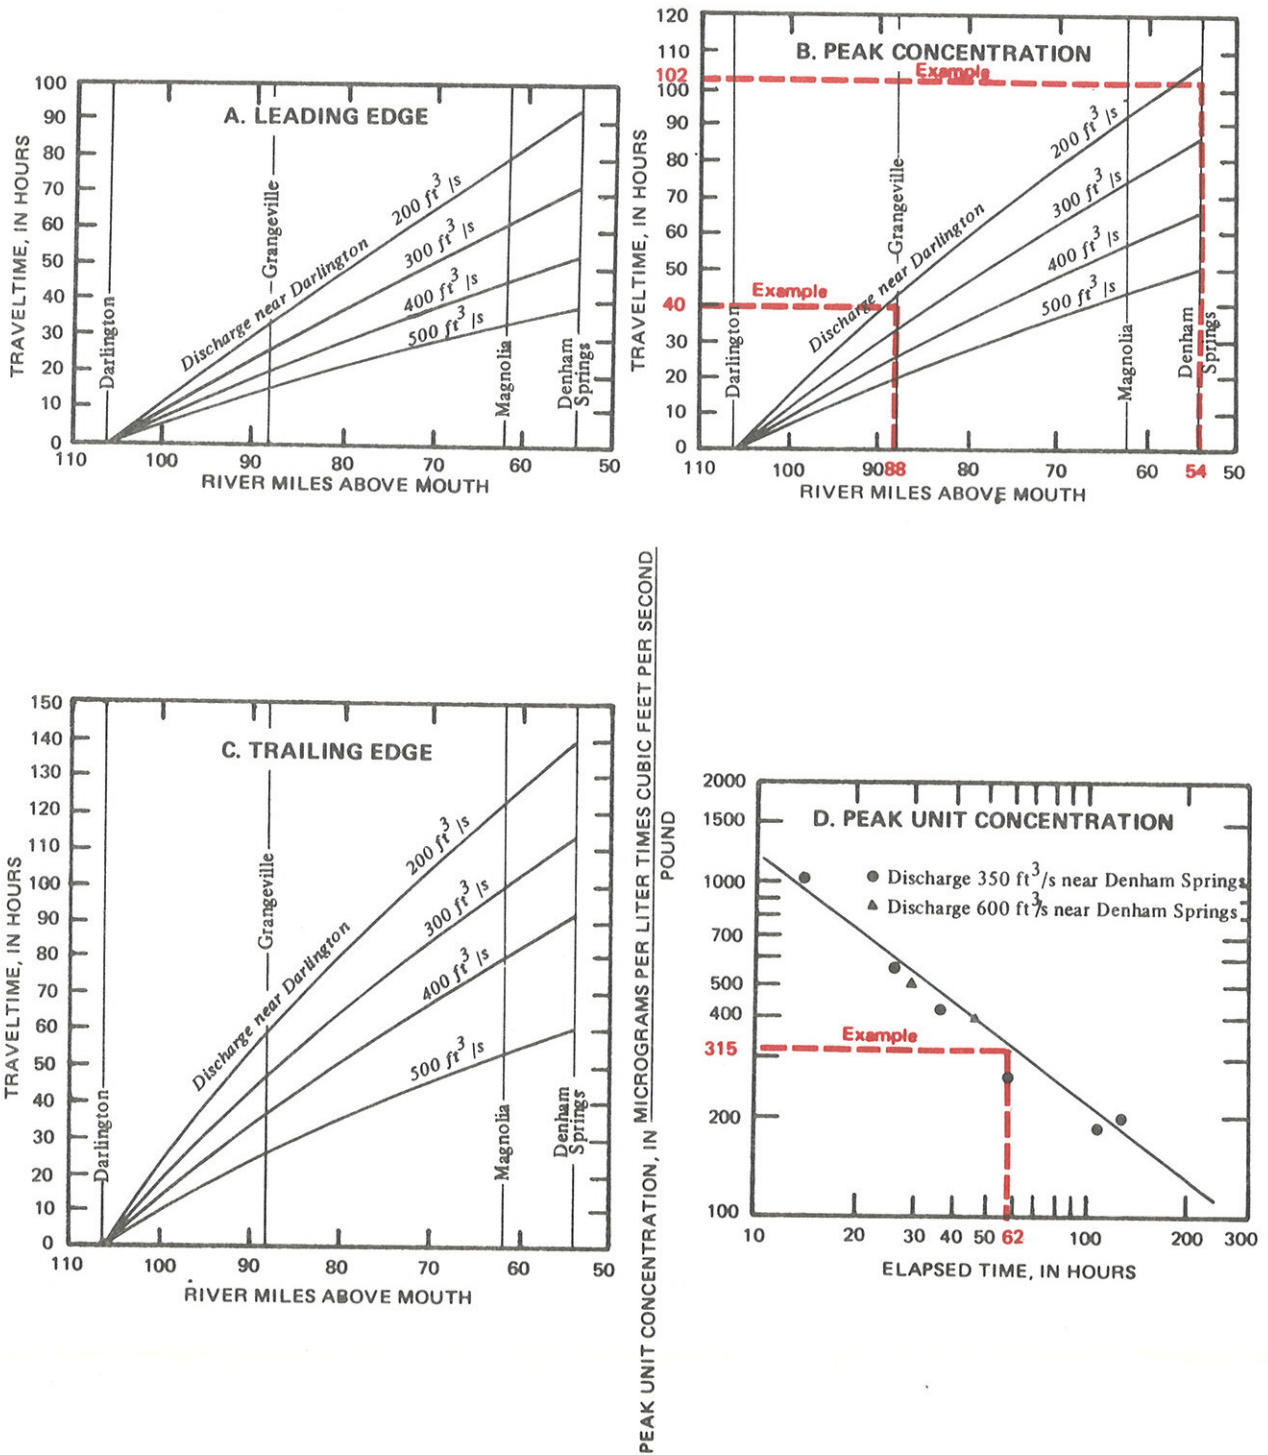 A. LEADING EDGE
TRAVELTIME, IN HOURS
100
90
80
70
60
50
40
30
20
10
0
Darlington
Grangeville
Magnolia
Denham
Springs
Discharge near Darlington
200 ft³/s
300 ft³/s
400 ft³/s
500 ft³/s
110 100 90 80 70 60 50
RIVER MILES ABOVE MOUTH
B. PEAK CONCENTRATION
TRAVELTIME, IN HOURS
120
110
102
100
90
80
70
60
50
40
30
20
10
0
Example
Example
Darlington
Grangeville
Magnolia
Denham
Springs
Discharge near Darlington
200 ft³/s
300 ft³/s
400 ft³/s
500 ft³/s
110 100 90 88 80 70 60 54 50
RIVER MILES ABOVE MOUTH
C. TRAILING EDGE
TRAVELTIME, IN HOURS
150
140
130
120
110
100
90
80
70
60
50
40
30
20
10
0
Darlington
Grangeville
Magnolia
Denham
Springs
Discharge near Darlington
200 ft³/s
300 ft³/s
400 ft³/s
500 ft³/s
110 100 90 80 70 60 50
RIVER MILES ABOVE MOUTH
D. PEAK UNIT CONCENTRATION
PEAK UNIT CONCENTRATION, IN MICROGRAMS PER LITER TIMES CUBIC FEET PER SECOND
POUND
2000
1500
1000
700
500
400
315
200
100
Discharge 350 ft³/s near Denham Springs
Discharge 600 ft³/s near Denham Springs
Example
10 20 30 40 50 62 100 200 300
ELAPSED TIME, IN HOURS